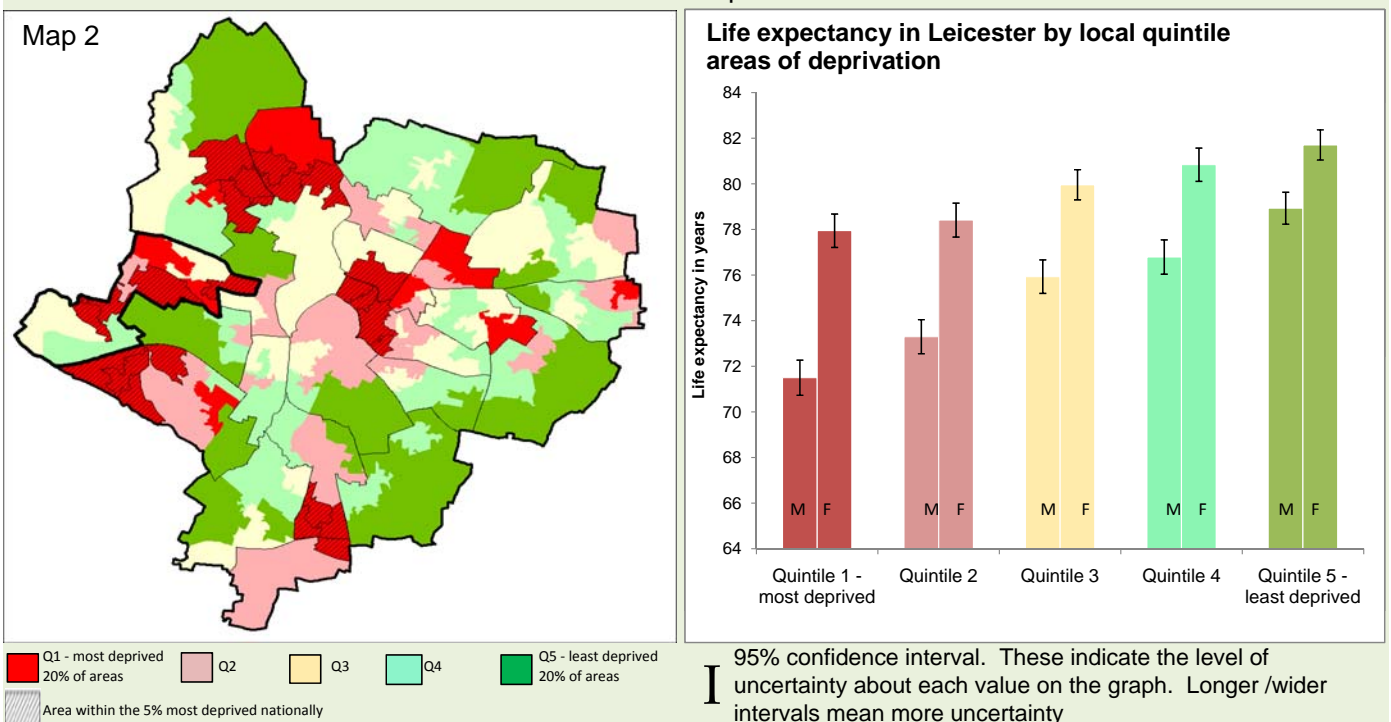 Map 2
Q1 - most deprived
20% of areas
Q2
Q3
Q4
Q5 - least deprived
20% of areas
Area within the 5% most deprived nationally
Life expectancy in Leicester by local quintile
areas of deprivation
Life expectancy in years
84
82
80
78
76
74
72
70
68
66
64
M F M F M F M F M F
Quintile 1 -
most deprived
Quintile 2
Quintile 3
Quintile 4
Quintile 5 -
least deprived
95% confidence interval. These indicate the level of
uncertainty about each value on the graph. Longer /wider
intervals mean more uncertainty